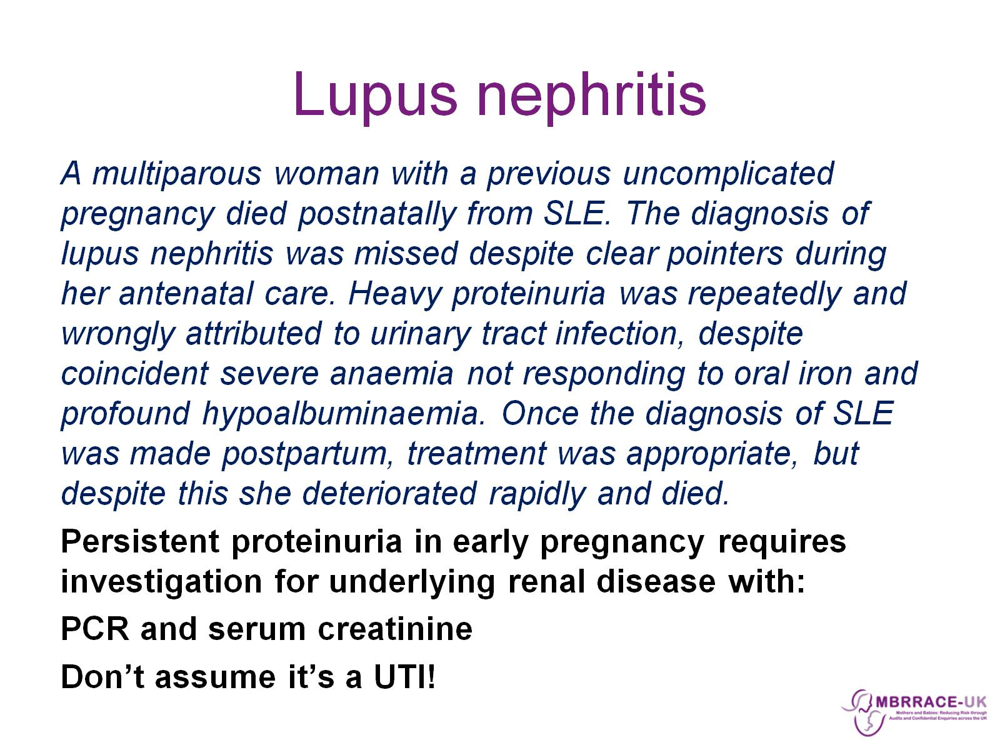 Lupus nephritis
A multiparous woman with a previous uncomplicated
pregnancy died postnatally from SLE. The diagnosis of
lupus nephritis was missed despite clear pointers during
her antenatal care. Heavy proteinuria was repeatedly and
wrongly attributed to urinary tract infection, despite
coincident severe anaemia not responding to oral iron and
profound hypoalbuminaemia. Once the diagnosis of SLE
was made postpartum, treatment was appropriate, but
despite this she deteriorated rapidly and died.
Persistent proteinuria in early pregnancy requires
investigation for underlying renal disease with:
PCR and serum creatinine
Don’t assume it’s a UTI!
MBRRACE-UK
Mothers and Babies: Reducing Risk through
Audits and Confidential Enquiries across the UK